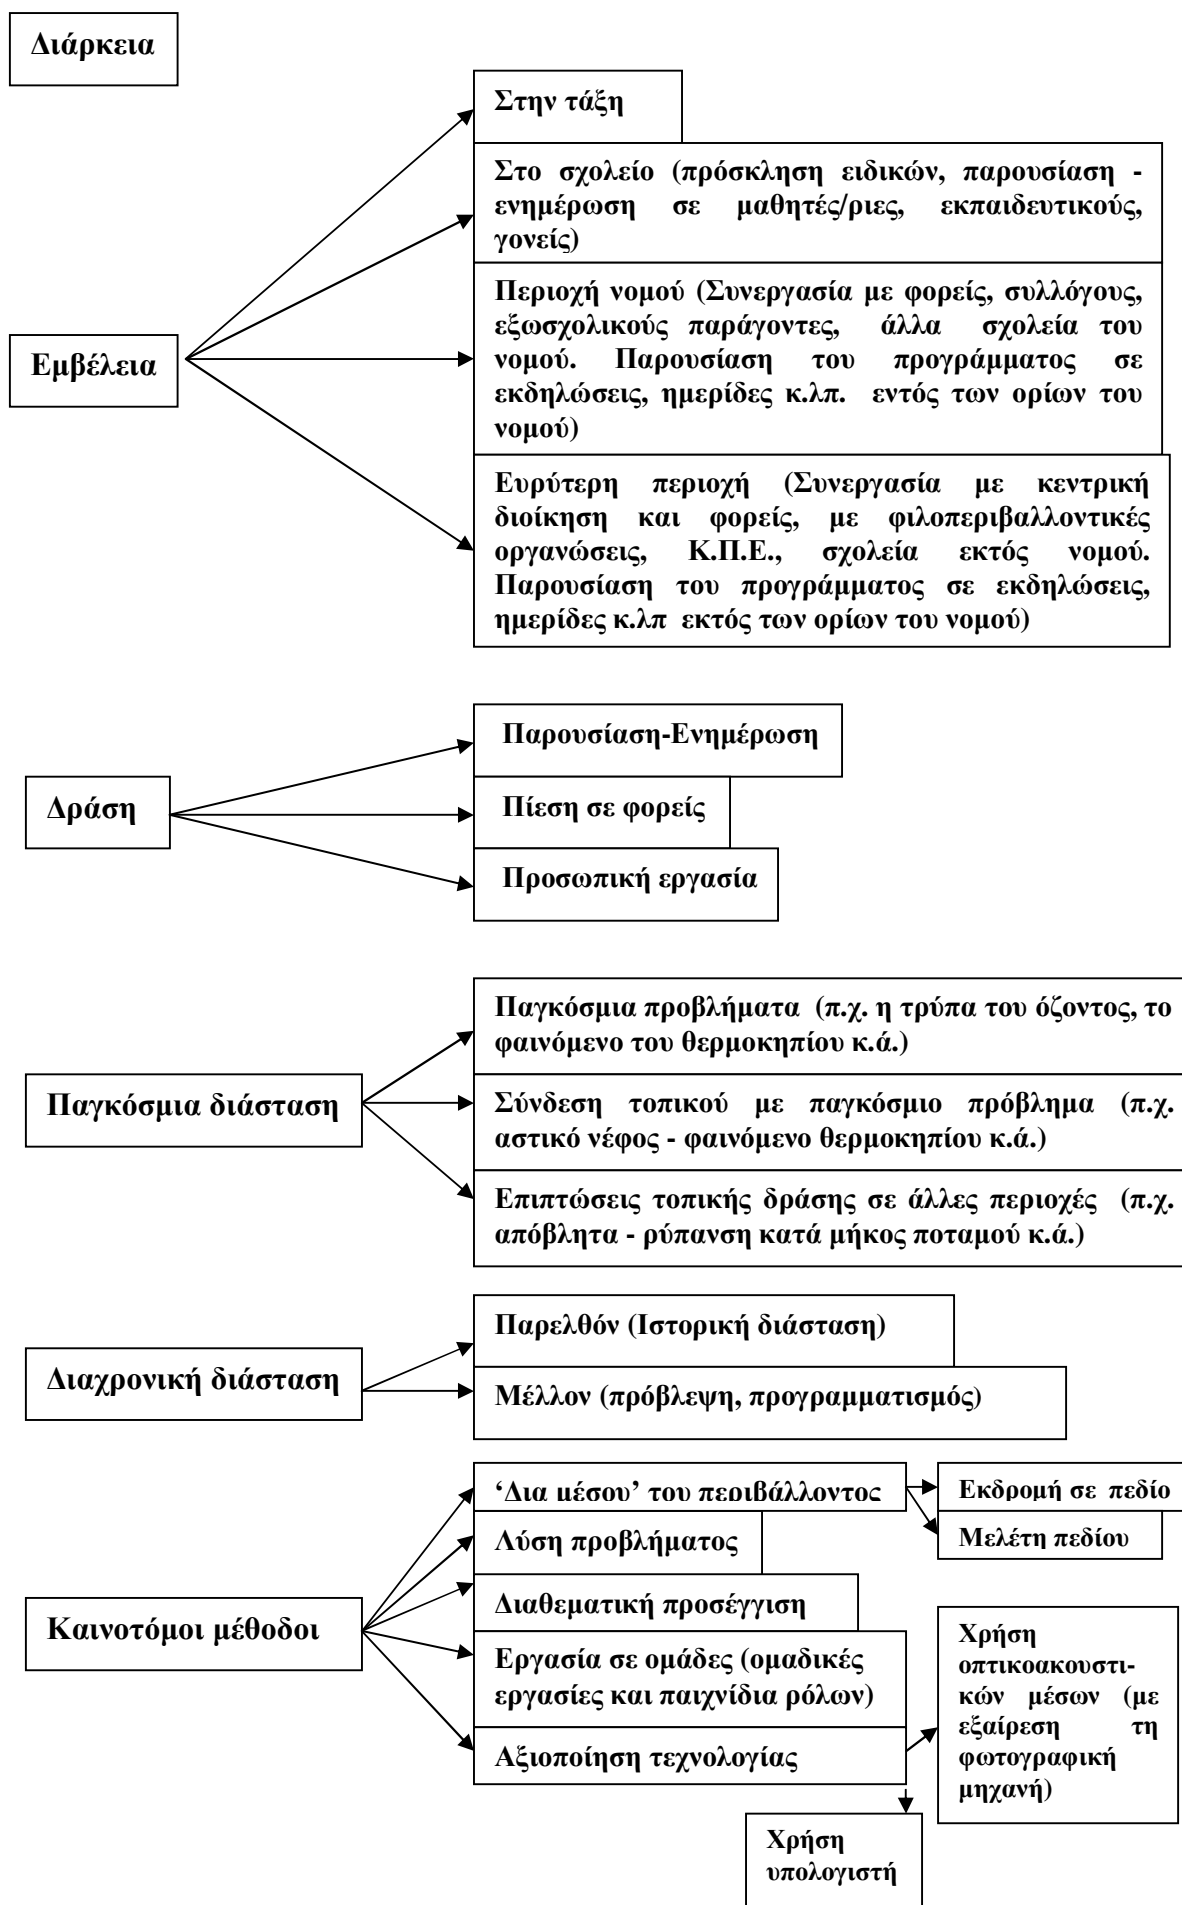 Διάρκεια
Στην τάξη
Στο σχολείο (πρόσκληση ειδικών, παρουσίαση -
ενημέρωση σε μαθητές/ριες, εκπαιδευτικούς,
γονείς)
Εμβέλεια
Περιοχή νομού (Συνεργασία με φορείς, συλλόγους,
εξωσχολικούς παράγοντες, άλλα σχολεία του
νομού. Παρουσίαση του προγράμματος σε
εκδηλώσεις, ημερίδες κ.λπ. εντός των ορίων του
νομού)
Ευρύτερη περιοχή (Συνεργασία με κεντρική
διοίκηση και φορείς, με φιλοπεριβαλλοντικές
οργανώσεις, Κ.Π.Ε., σχολεία εκτός νομού.
Παρουσίαση του προγράμματος σε εκδηλώσεις,
ημερίδες κ.λπ εκτός των ορίων του νομού)
Δράση
Παρουσίαση-Ενημέρωση
Πίεση σε φορείς
Προσωπική εργασία
Παγκόσμια διάσταση
Παγκόσμια προβλήματα (π.χ. η τρύπα του όζοντος, το
φαινόμενο του θερμοκηπίου κ.ά.)
Σύνδεση τοπικού με παγκόσμιο πρόβλημα (π.χ.
αστικό νέφος - φαινόμενο θερμοκηπίου κ.ά.)
Επιπτώσεις τοπικής δράσης σε άλλες περιοχές (π.χ.
απόβλητα - ρύπανση κατά μήκος ποταμού κ.ά.)
Διαχρονική διάσταση
Παρελθόν (Ιστορική διάσταση)
Μέλλον (πρόβλεψη, προγραμματισμός)
Καινοτόμοι μέθοδοι
‘Δια μέσου’ του περιβάλλοντος
Εκδρομή σε πεδίο
Μελέτη πεδίου
Λύση προβλήματος
Διαθεματική προσέγγιση
Εργασία σε ομάδες (ομαδικές
εργασίες και παιχνίδια ρόλων)
Αξιοποίηση τεχνολογίας
Χρήση
οπτικοακουστι-
κών μέσων (με
εξαίρεση τη
φωτογραφική
μηχανή)
Χρήση
υπολογιστή